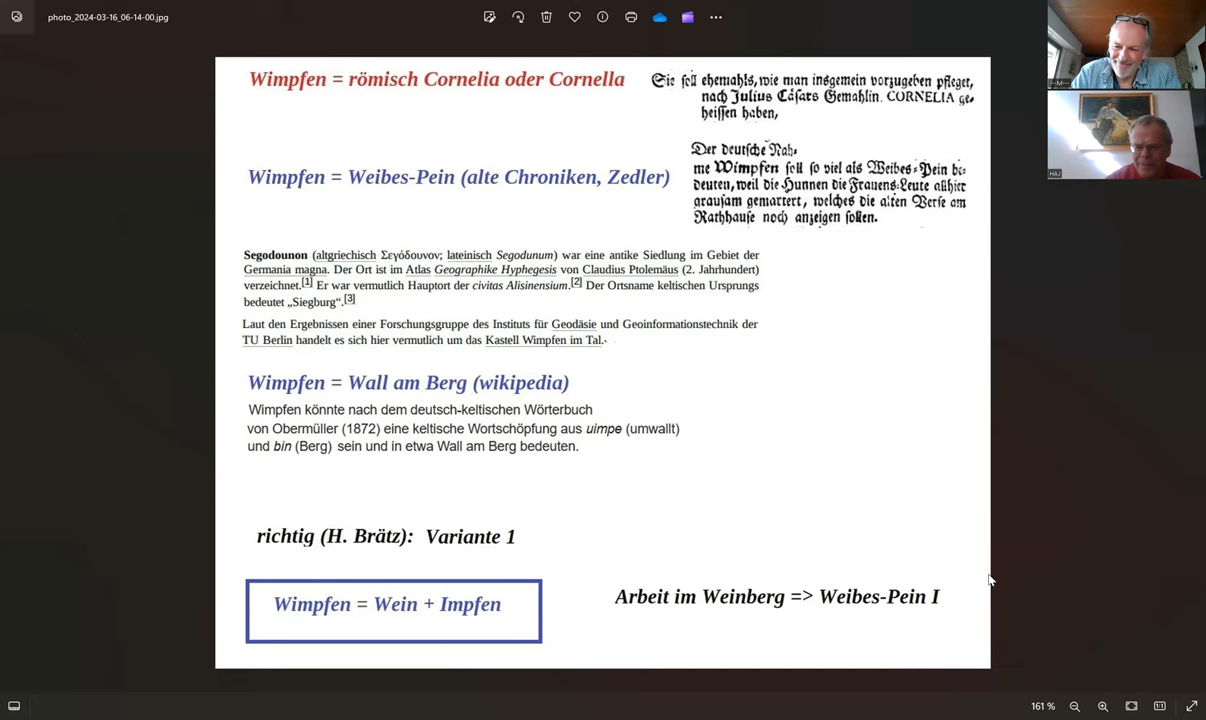 photo_2024-03-16_06-14-00.jpg
Wimpfen = römisch Cornelia oder Cornella
Sie soll ehemahls, wie man insgemein vorzugeben pfleget,
nach Julius Cäsars Gemahlin CORNELIA ge-
heissen haben,
Der deutsche Nah-
me Wimpfen soll so viel als Weibes-Pein be-
deuten, weil die Hunnen die Frauens-Leute allhier
grausam gemartert, welches die alten Verse am
Rathhause noch anzeigen sollen.
Wimpfen = Weibes-Pein (alte Chroniken, Zedler)
Segodounon (altgriechisch Σεγόδουνον; lateinisch Segodunum) war eine antike Siedlung im Gebiet der
Germania magna. Der Ort ist im Atlas Geographike Hyphegesis von Claudius Ptolemäus (2. Jahrhundert)
verzeichnet.[1] Er war vermutlich Hauptort der civitas Alisinensium.[2] Der Ortsname keltischen Ursprungs
bedeutet „Siegburg“.[3]
Laut den Ergebnissen einer Forschungsgruppe des Instituts für Geodäsie und Geoinformationstechnik der
TU Berlin handelt es sich hier vermutlich um das Kastell Wimpfen im Tal.
Wimpfen = Wall am Berg (wikipedia)
Wimpfen könnte nach dem deutsch-keltischen Wörterbuch
von Obermüller (1872) eine keltische Wortschöpfung aus uimpe (umwallt)
und bin (Berg) sein und in etwa Wall am Berg bedeuten.
richtig (H. Brätz): Variante 1
Wimpfen = Wein + Impfen
Arbeit im Weinberg => Weibes-Pein I
HAJ
161 %